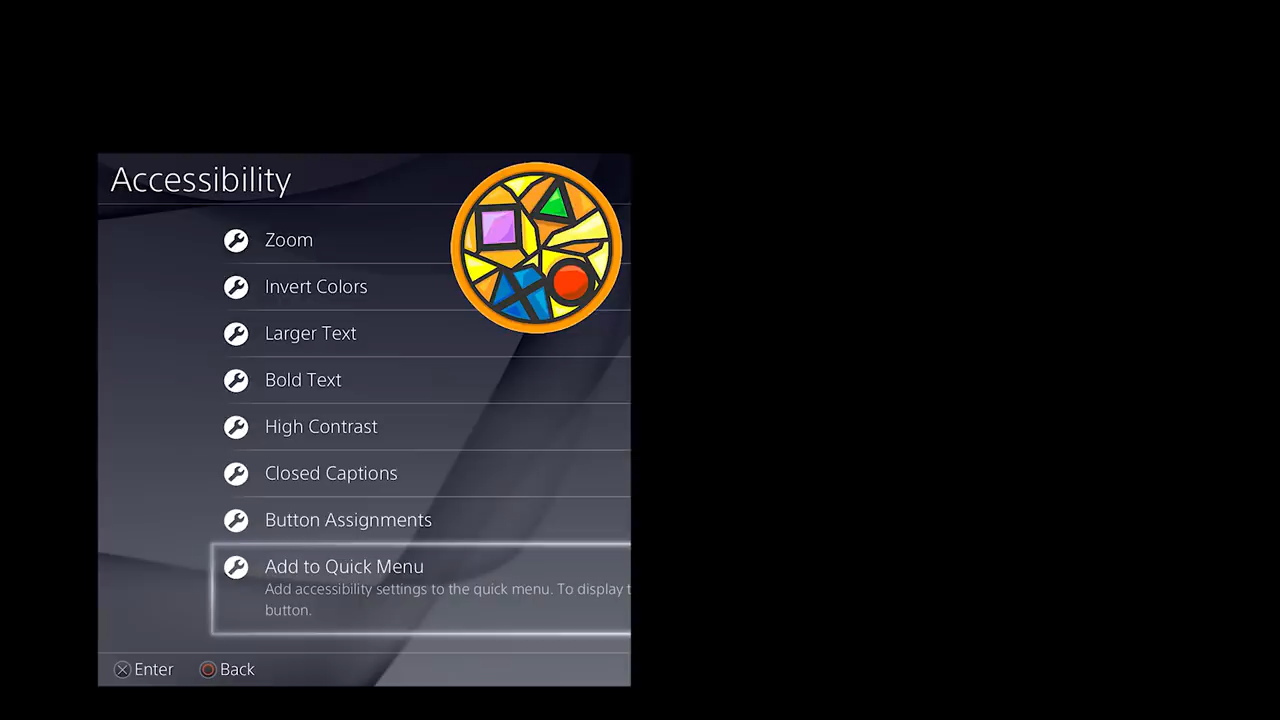 Accessibility
Zoom
Invert Colors
Larger Text
Bold Text
High Contrast
Closed Captions
Button Assignments
Add to Quick Menu
Add accessibility settings to the quick menu. To display
button.
Enter Back